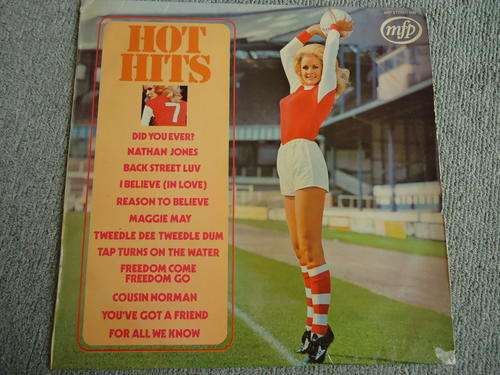 HOT
HITS
mfp
7
DID YOU EVER?
NATHAN JONES
BACK STREET LUV
I BELIEVE (IN LOVE)
REASON TO BELIEVE
MAGGIE MAY
TWEEDLE DEE TWEEDLE DUM
TAP TURNS ON THE WATER
FREEDOM COME
FREEDOM GO
COUSIN NORMAN
YOU'VE GOT A FRIEND
FOR ALL WE KNOW